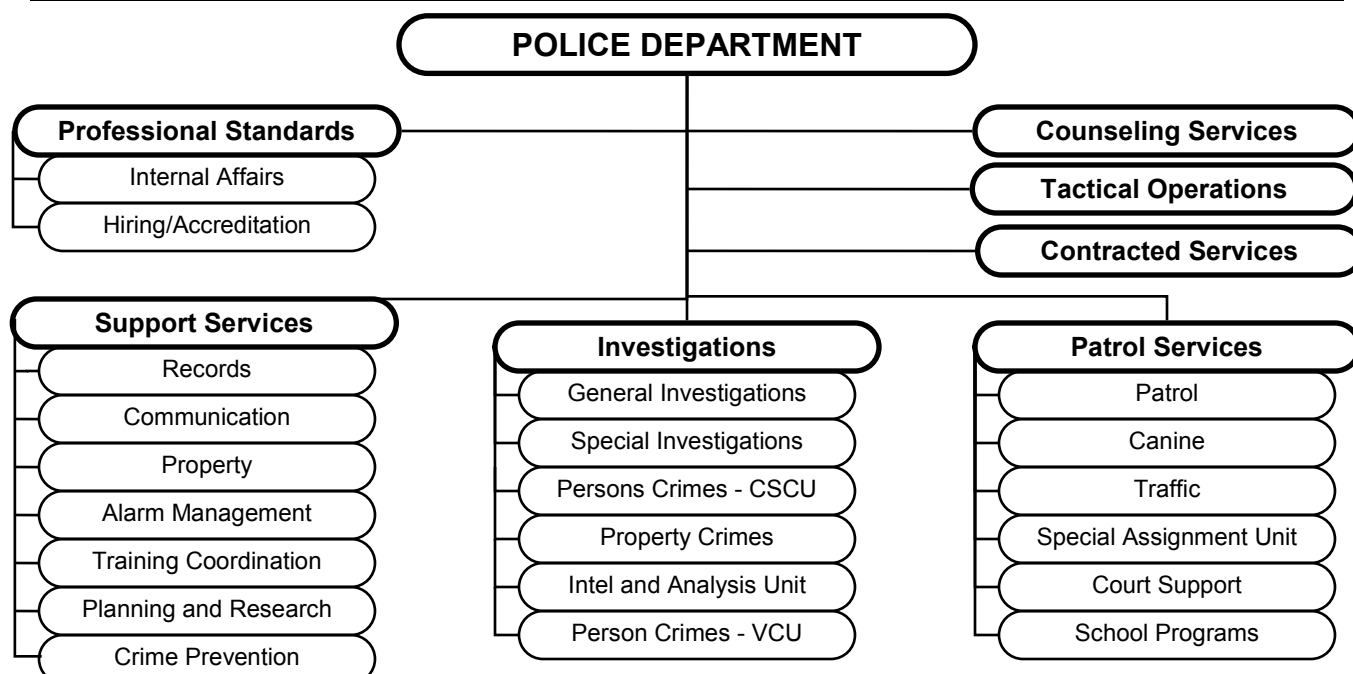 POLICE DEPARTMENT
Professional Standards
Internal Affairs
Hiring/Accreditation
Counseling Services
Tactical Operations
Contracted Services
Support Services
Records
Communication
Property
Alarm Management
Training Coordination
Planning and Research
Crime Prevention
Investigations
General Investigations
Special Investigations
Persons Crimes - CSCU
Property Crimes
Intel and Analysis Unit
Person Crimes - VCU
Patrol Services
Patrol
Canine
Traffic
Special Assignment Unit
Court Support
School Programs